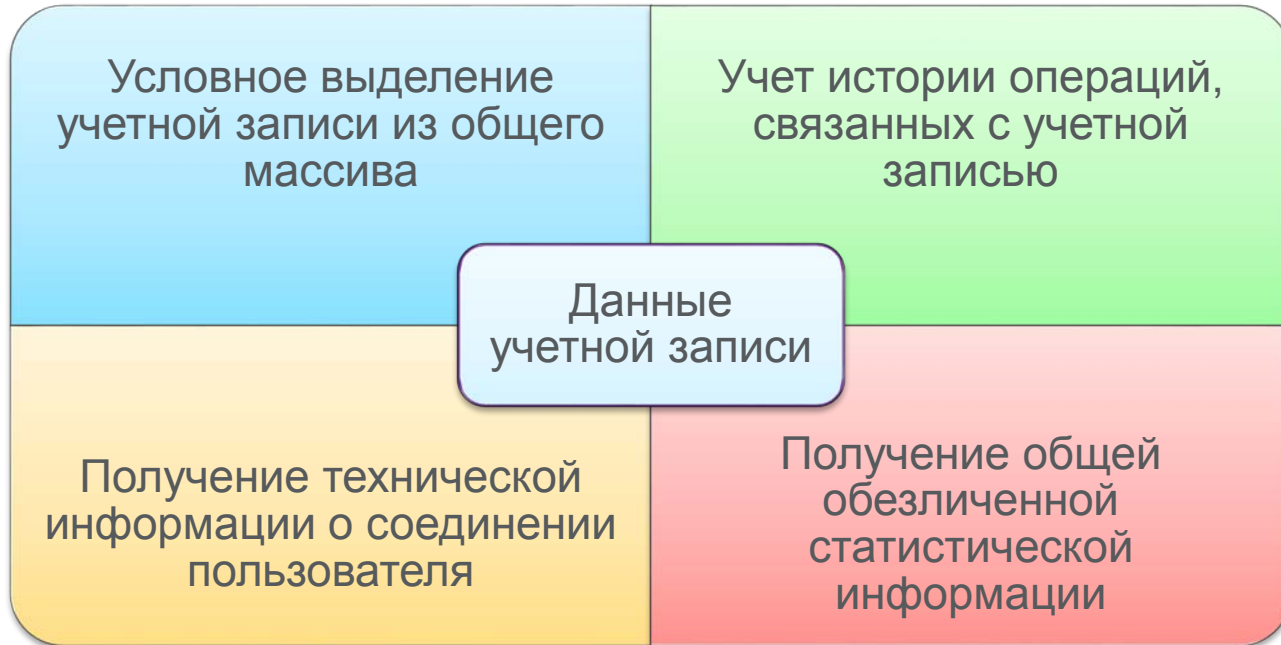 Условное выделение
учетной записи из общего
массива
Учет истории операций,
связанных с учетной
записью
Данные
учетной записи
Получение технической
информации о соединении
пользователя
Получение общей
обезличенной
статистической
информации